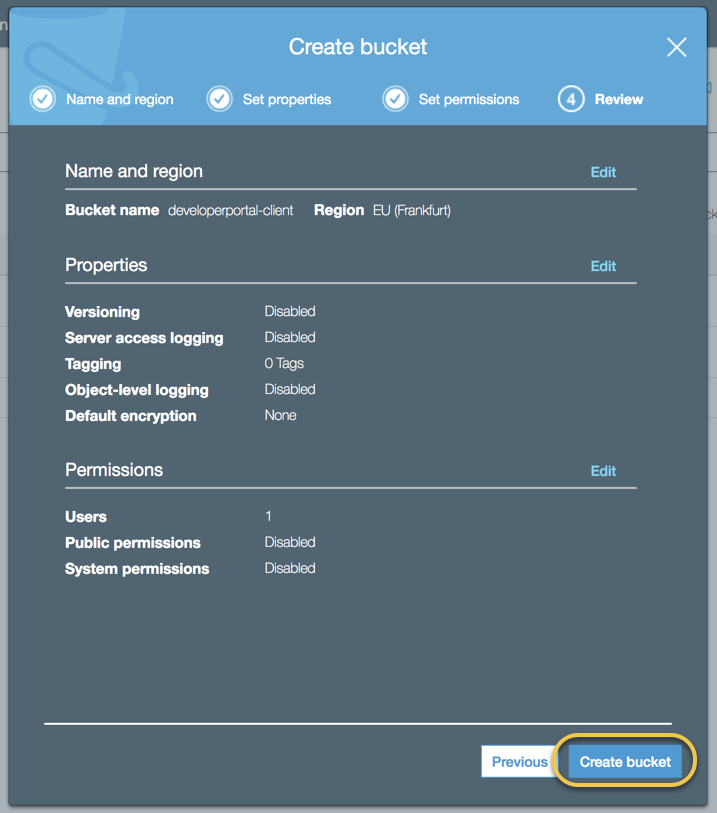 Create bucket
Name and region Set properties Set permissions 4 Review
Name and region Edit
Bucket name developerportal-client Region EU (Frankfurt)
Properties Edit
Versioning Disabled
Server access logging Disabled
Tagging 0 Tags
Object-level logging Disabled
Default encryption None
Permissions Edit
Users 1
Public permissions Disabled
System permissions Disabled
Previous Create bucket